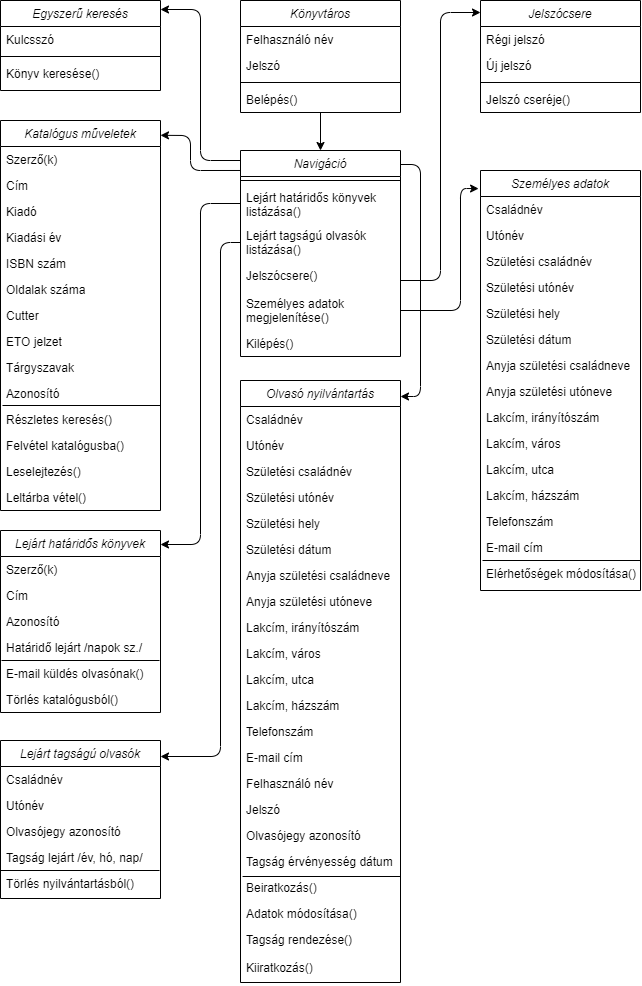 Egyszerű keresés
Kulcsszó
Könyv keresése()
Könyvtáros
Felhasználó név
Jelszó
Belépés()
Jelszócsere
Régi jelszó
Új jelszó
Jelszó cseréje()
Katalógus műveletek
Szerző(k)
Cím
Kiadó
Kiadási év
ISBN szám
Oldalak száma
Cutter
ETO jelzet
Tárgyszavak
Azonosító
Részletes keresés()
Felvétel katalógusba()
Leselejtezés()
Leltárba vétel()
Navigáció
Lejárt határidős könyvek
listázása()
Lejárt tagságú olvasók
listázása()
Jelszócsere()
Személyes adatok
megjelenítése()
Kilépés()
Személyes adatok
Családnév
Utónév
Születési családnév
Születési utónév
Születési hely
Születési dátum
Anyja születési családneve
Anyja születési utóneve
Lakcím, irányítószám
Lakcím, város
Lakcím, utca
Lakcím, házszám
Telefonszám
E-mail cím
Elérhetőségek módosítása()
Lejárt határidős könyvek
Szerző(k)
Cím
Azonosító
Határidő lejárt /napok sz./
E-mail küldés olvasónak()
Törlés katalógusból()
Olvasó nyilvántartás
Családnév
Utónév
Születési családnév
Születési utónév
Születési hely
Születési dátum
Anyja születési családneve
Anyja születési utóneve
Lakcím, irányítószám
Lakcím, város
Lakcím, utca
Lakcím, házszám
Telefonszám
E-mail cím
Felhasználó név
Jelszó
Olvasójegy azonosító
Tagság érvényesség dátum
Beiratkozás()
Adatok módosítása()
Tagság rendezése()
Kiiratkozás()
Lejárt tagságú olvasók
Családnév
Utónév
Olvasójegy azonosító
Tagság lejárt /év, hó, nap/
Törlés nyilvántartásból()